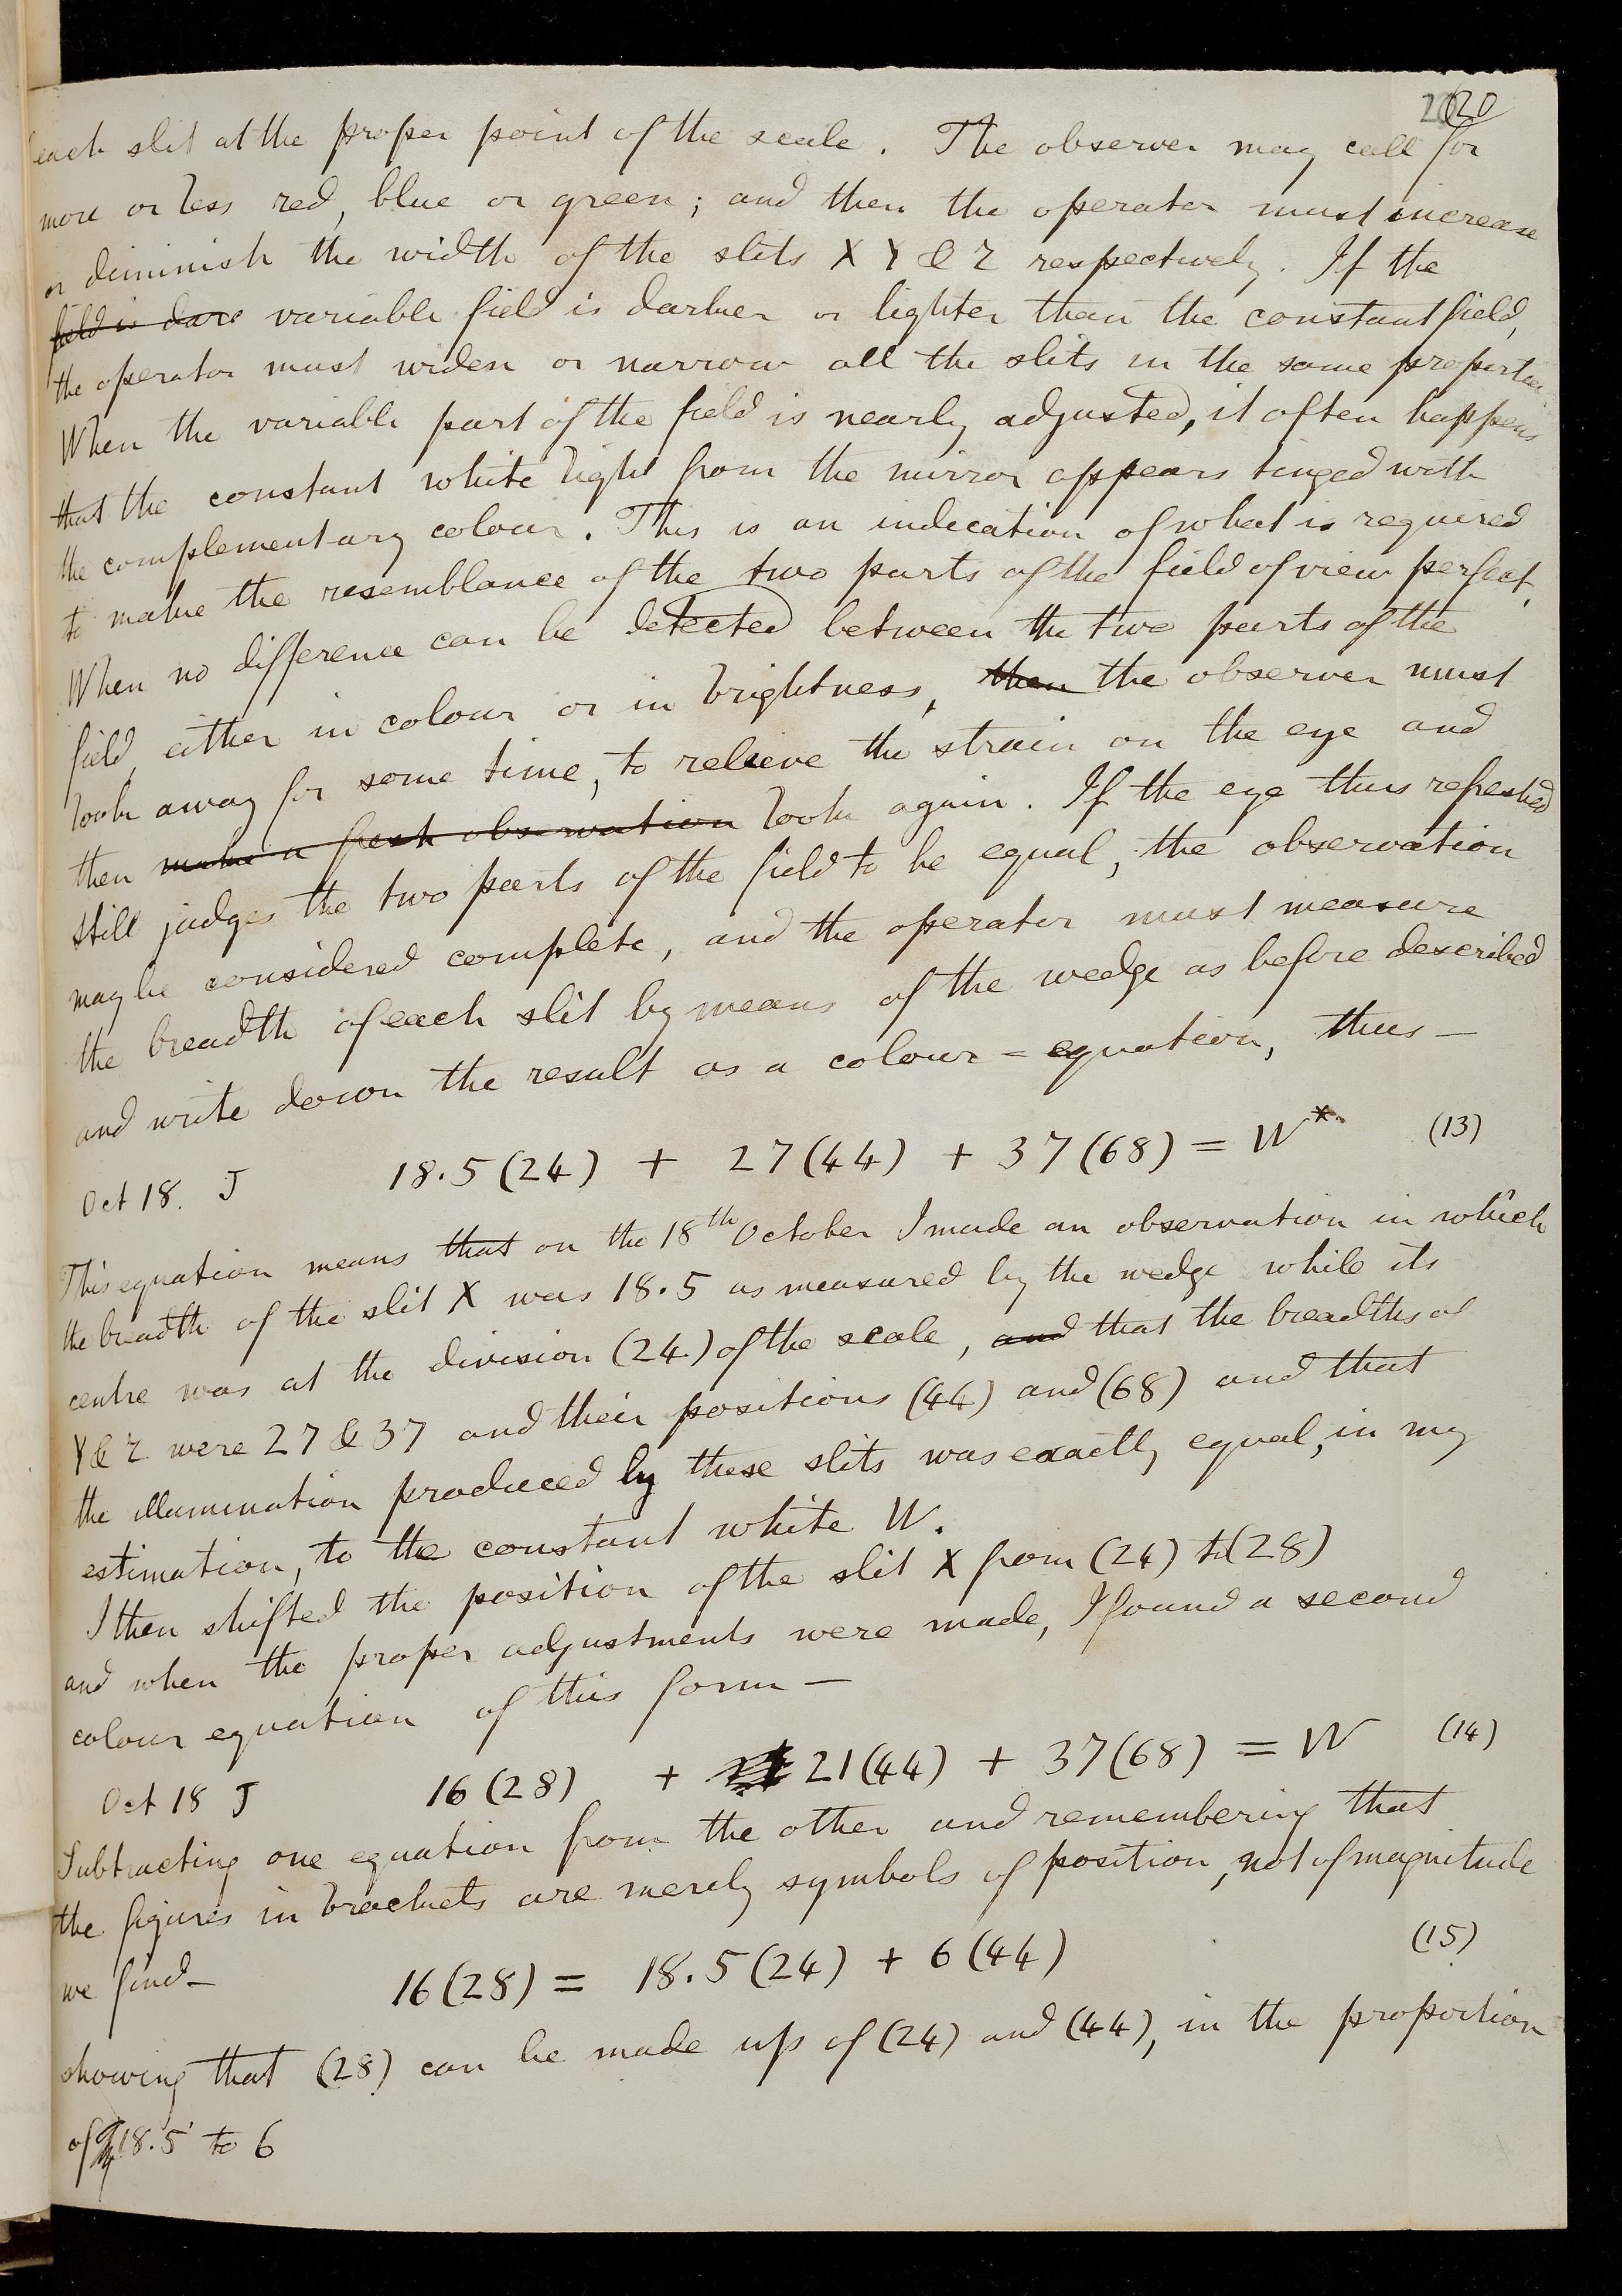 20 20
each slit at the proper point of the scale. The observer may call for
more or less red, blue or green; and then the operator must increase
or diminish the width of the slits X Y & Z respectively. If the
field is dark variable field is darker or lighter than the constant field,
the operator must widen or narrow all the slits in the same proportion
When the variable part of the field is nearly adjusted, it often happens
that the constant white light from the mirror appears tinged with
the complementary colour. This is an indication of what is required
to make the resemblance of the two parts of the field of view perfect.
When no difference can be detected between the two parts of the
field, either in colour or in brightness, then the observer must
look away for some time, to relieve the strain on the eye and
then make a fresh observation look again. If the eye thus refreshed
still judges the two parts of the field to be equal, the observation
may be considered complete, and the operator must measure
the breadth of each slit by means of the wedge as before described
and write down the result as a colour=equation, thus—
Oct 18. J 18.5(24) + 27(44) + 37(68) = W* (13)
This equation means that on the 18th October I made an observation in which
the breadth of the slit X was 18.5 as measured by the wedge while its
centre was at the division (24) of the scale, and that the breadths of
Y & Z were 27 & 37 and their positions (44) and (68) and that
the illumination produced by these slits was exactly equal, in my
estimation, to the constant white W.
I then shifted the position of the slit X from (24) to (28)
and when the proper adjustments were made, I found a second
colour equation of this form—
Oct 18 J 16(28) + 21(44) + 37(68) = W (14)
Subtracting one equation from the other and remembering that
the figures in brackets are merely symbols of position, not of magnitude
we find— 16(28) = 18.5(24) + 6(44) (15)
showing that (28) can be made up of (24) and (44), in the proportion
of 18.5 to 6